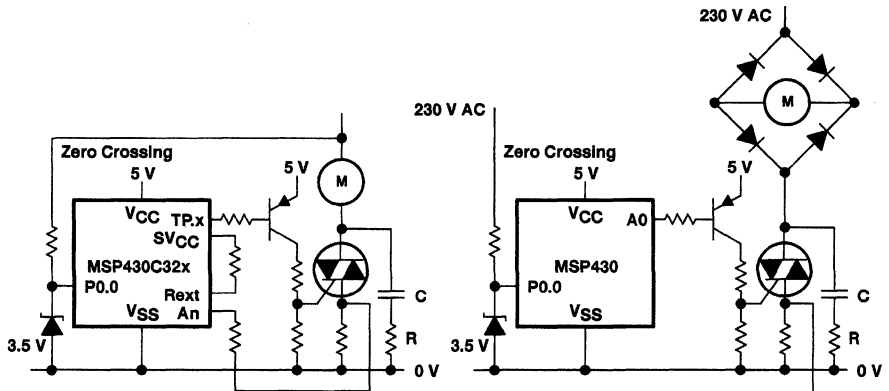 230 V AC
M
Zero Crossing
5 V
5 V
M
VCC
TP.x
SVCC
MSP430C32x
P0.0
Rext
VSS
An
C
R
3.5 V
0 V
230 V AC
Zero Crossing
5 V
5 V
VCC
A0
MSP430
P0.0
VSS
C
R
3.5 V
0 V